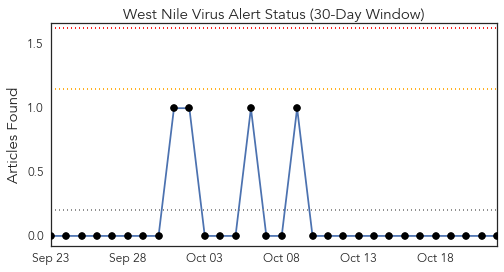 West Nile Virus Alert Status (30-Day Window)
Articles Found
1.5
1.0
0.5
0.0
Sep 23 Sep 28 Oct 03 Oct 08 Oct 13 Oct 18